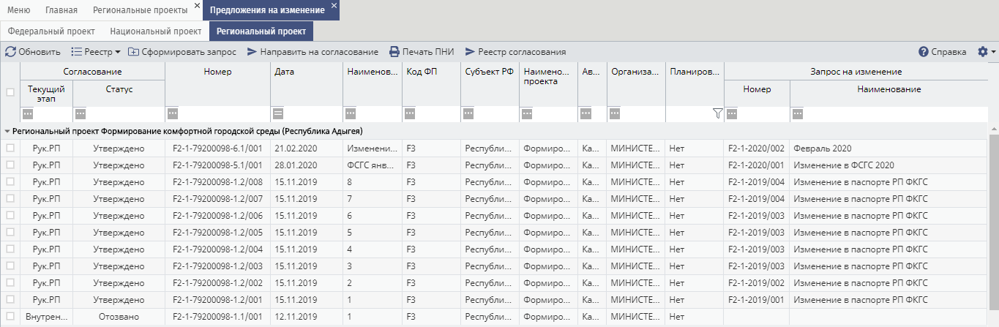 Меню Главная Региональные проекты Предложения на изменение
Федеральный проект Национальный проект Региональный проект
Обновить Реестр Сформировать запрос Направить на согласование Печать ПНИ Реестр согласования Справка
Согласование Номер Дата Наименов... Код ФП Субъект РФ Наимено... проекта Ав... Организа... Планиров... Запрос на изменение
Текущий этап Статус Номер Наименование
Региональный проект Формирование комфортной городской среды (Республика Адыгея)
Рук.РП Утверждено F2-1-79200098-6.1/001 21.02.2020 Изменени... F3 Республи... Формиро... Ка... МИНИСТЕ... Нет F2-1-2020/002 Февраль 2020
Рук.РП Утверждено F2-1-79200098-5.1/001 28.01.2020 ФСГС янв... F3 Республи... Формиро... Ка... МИНИСТЕ... Нет F2-1-2020/001 Изменение в ФСГС 2020
Рук.РП Утверждено F2-1-79200098-1.2/008 15.11.2019 8 F3 Республи... Формиро... Ка... МИНИСТЕ... Нет F2-1-2019/004 Изменение в паспорте РП ФКГС
Рук.РП Утверждено F2-1-79200098-1.2/007 15.11.2019 7 F3 Республи... Формиро... Ка... МИНИСТЕ... Нет F2-1-2019/004 Изменение в паспорте РП ФКГС
Рук.РП Утверждено F2-1-79200098-1.2/006 15.11.2019 6 F3 Республи... Формиро... Ка... МИНИСТЕ... Нет F2-1-2019/003 Изменение в паспорте РП ФКГС
Рук.РП Утверждено F2-1-79200098-1.2/005 15.11.2019 5 F3 Республи... Формиро... Ка... МИНИСТЕ... Нет F2-1-2019/003 Изменение в паспорте РП ФКГС
Рук.РП Утверждено F2-1-79200098-1.2/004 15.11.2019 4 F3 Республи... Формиро... Ка... МИНИСТЕ... Нет F2-1-2019/003 Изменение в паспорте РП ФКГС
Рук.РП Утверждено F2-1-79200098-1.2/003 15.11.2019 3 F3 Республи... Формиро... Ка... МИНИСТЕ... Нет F2-1-2019/003 Изменение в паспорте РП ФКГС
Рук.РП Утверждено F2-1-79200098-1.2/002 15.11.2019 2 F3 Республи... Формиро... Ка... МИНИСТЕ... Нет F2-1-2019/002 Изменение в паспорте РП ФКГС
Рук.РП Утверждено F2-1-79200098-1.2/001 15.11.2019 1 F3 Республи... Формиро... Ка... МИНИСТЕ... Нет F2-1-2019/001 Изменение в паспорте РП ФКГС
Внутрен... Отозвано F2-1-79200098-1.1/001 12.11.2019 1 F3 Республи... Формиро... Ка... МИНИСТЕ... Нет